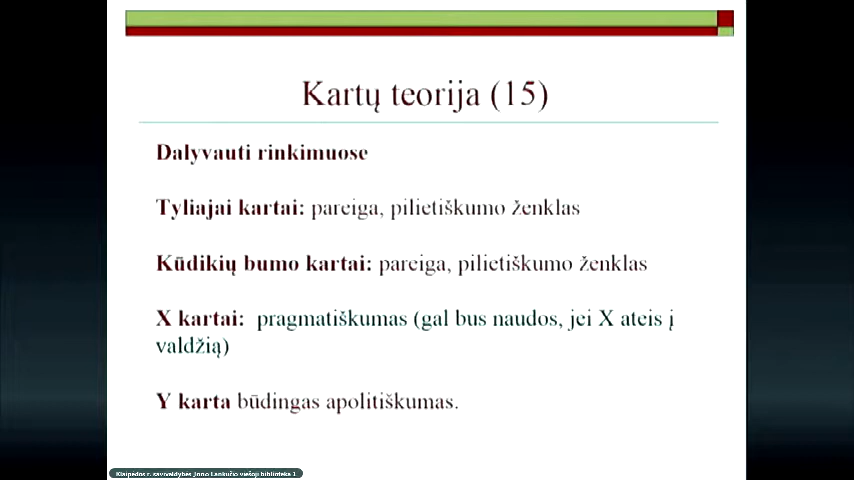 Kartų teorija (15)
Dalyvauti rinkimuose
Tyliajai kartai: pareiga, pilietiškumo ženklas
Kūdikių bumo kartai: pareiga, pilietiškumo ženklas
X kartai: pragmatiškumas (gal bus naudos, jei X ateis į
valdžią)
Y karta būdingas apolitiškumas.
Klaipėdos r. savivaldybės Jono Lankučio viešoji biblioteka 1